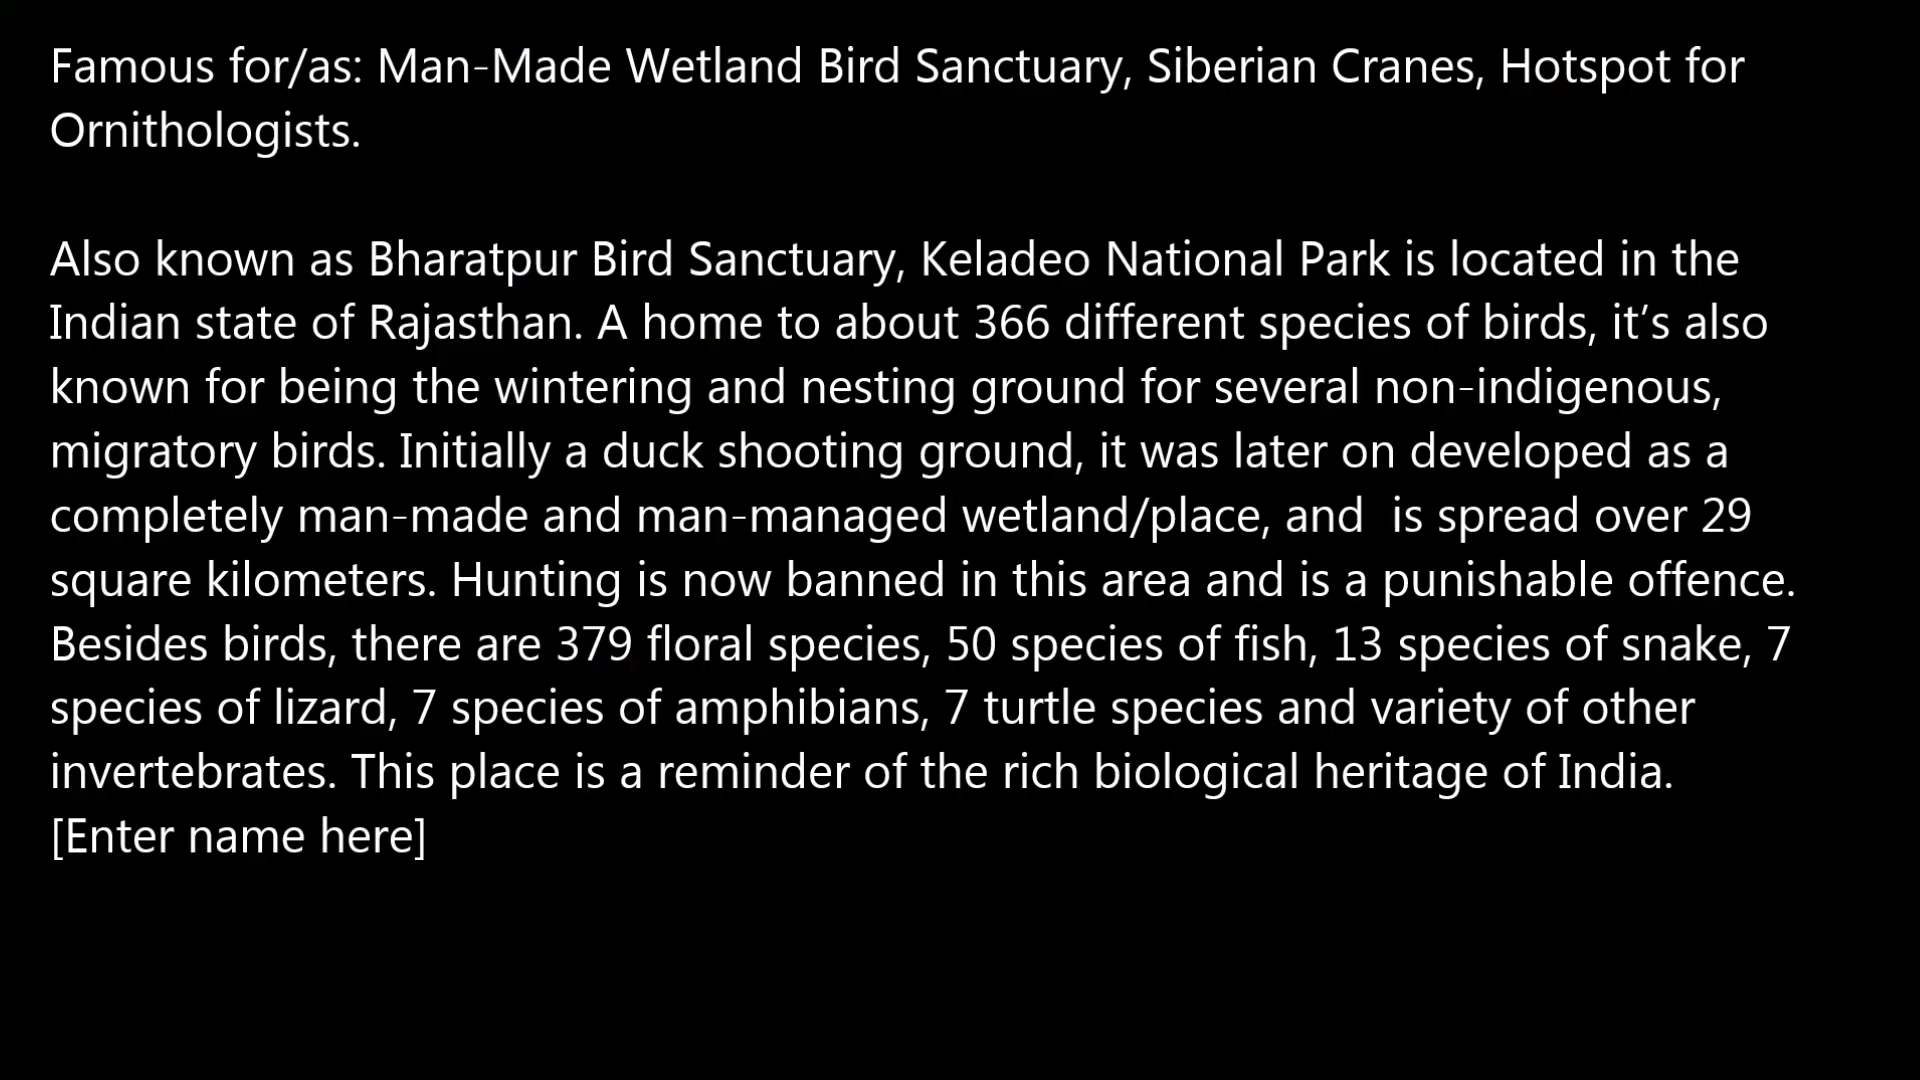 Famous for/as: Man-Made Wetland Bird Sanctuary, Siberian Cranes, Hotspot for
Ornithologists.
Also known as Bharatpur Bird Sanctuary, Keladeo National Park is located in the
Indian state of Rajasthan. A home to about 366 different species of birds, it’s also
known for being the wintering and nesting ground for several non-indigenous,
migratory birds. Initially a duck shooting ground, it was later on developed as a
completely man-made and man-managed wetland/place, and  is spread over 29
square kilometers. Hunting is now banned in this area and is a punishable offence.
Besides birds, there are 379 floral species, 50 species of fish, 13 species of snake, 7
species of lizard, 7 species of amphibians, 7 turtle species and variety of other
invertebrates. This place is a reminder of the rich biological heritage of India.
[Enter name here]